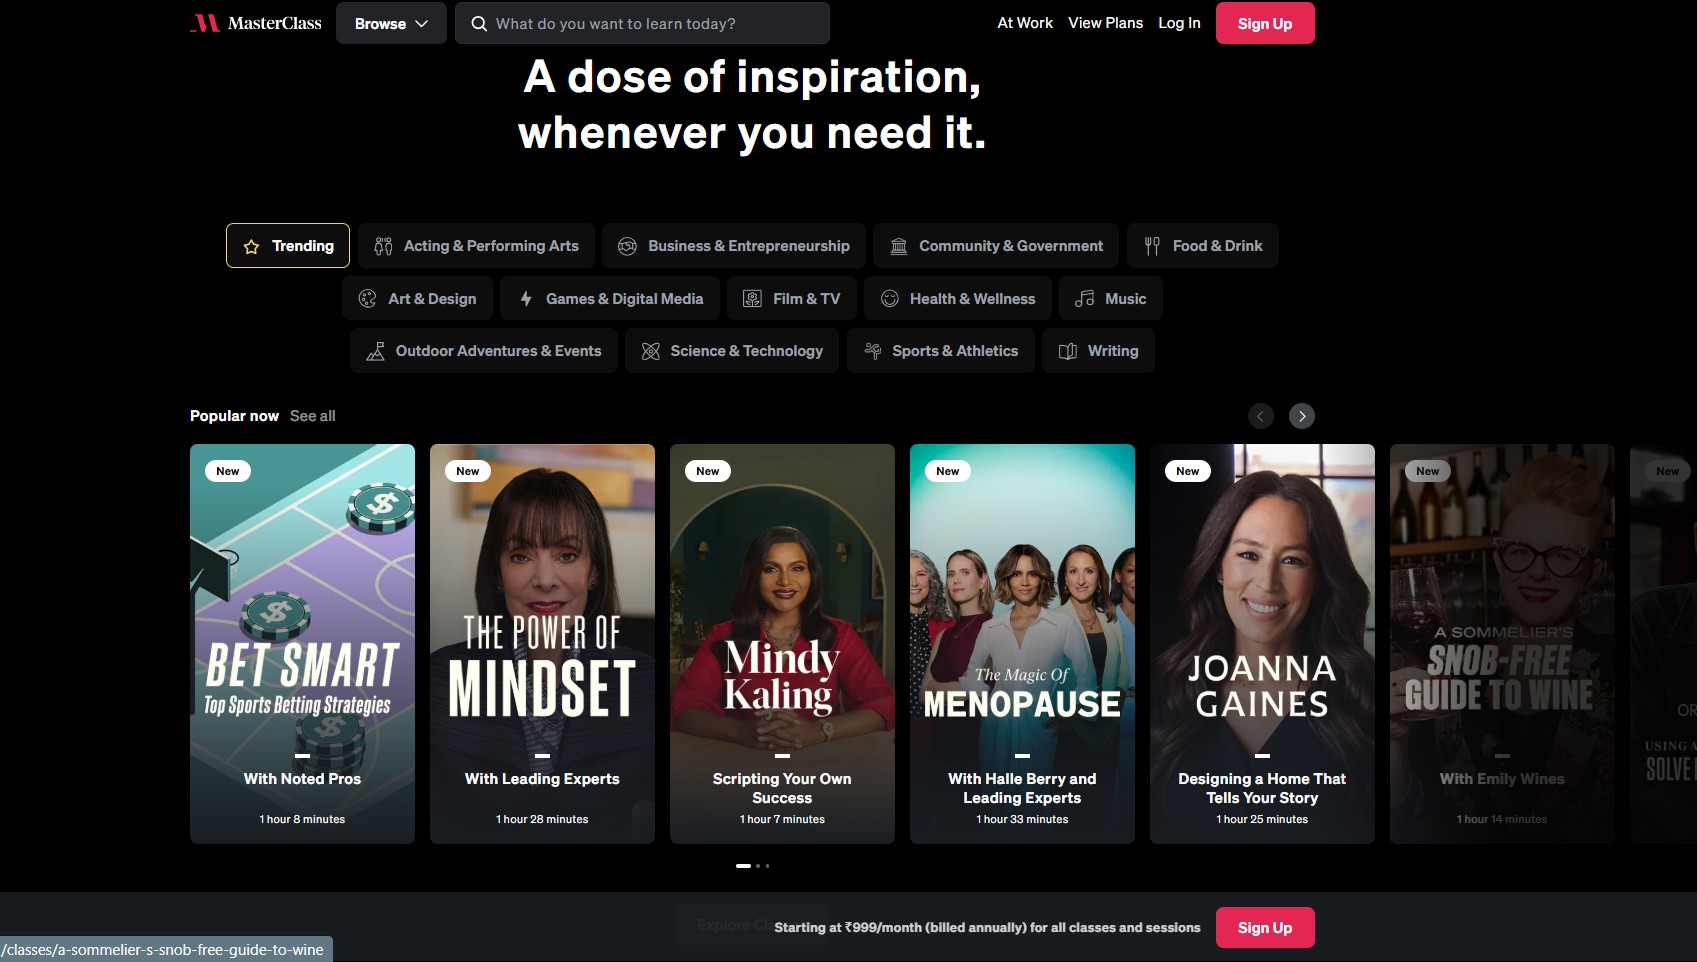 MasterClass
Browse
What do you want to learn today?
At Work
View Plans
Log In
Sign Up
A dose of inspiration,
whenever you need it.
Trending
Acting & Performing Arts
Business & Entrepreneurship
Community & Government
Food & Drink
Art & Design
Games & Digital Media
Film & TV
Health & Wellness
Music
Outdoor Adventures & Events
Science & Technology
Sports & Athletics
Writing
Popular now
See all
New
$
$
$
BET SMART
Top Sports Betting Strategies
With Noted Pros
1 hour 8 minutes
New
THE POWER OF
MINDSET
With Leading Experts
1 hour 28 minutes
New
Mindy
Kaling
Scripting Your Own
Success
1 hour 7 minutes
New
The Magic Of
MENOPAUSE
With Halle Berry and
Leading Experts
1 hour 33 minutes
New
JOANNA
GAINES
Designing a Home That
Tells Your Story
1 hour 25 minutes
New
A SOMMELIER'S
SNOB-FREE
GUIDE TO WINE
With Emily Wines
1 hour 14 minutes
New
OR
USING A
SOLVE
Explore
Starting at ₹999/month (billed annually) for all classes and sessions
Sign Up
/classes/a-sommelier-s-snob-free-guide-to-wine